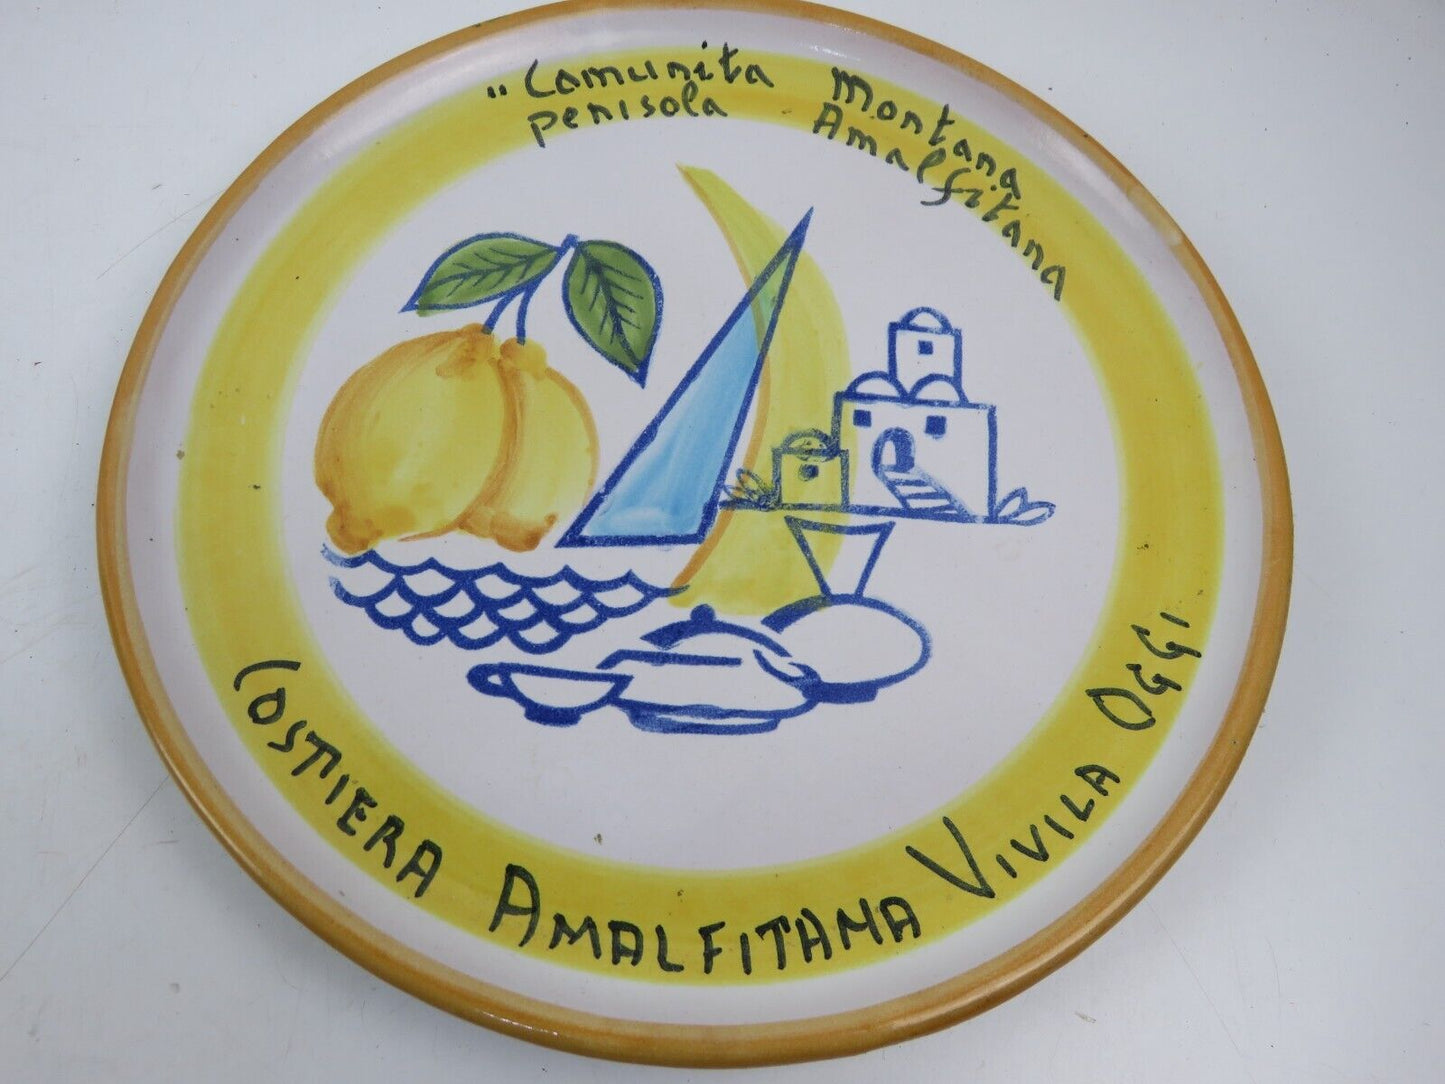 "Comunita Montana
penisola Amalfitana
COSTIERA AMALFITANA VIVILA OGGI